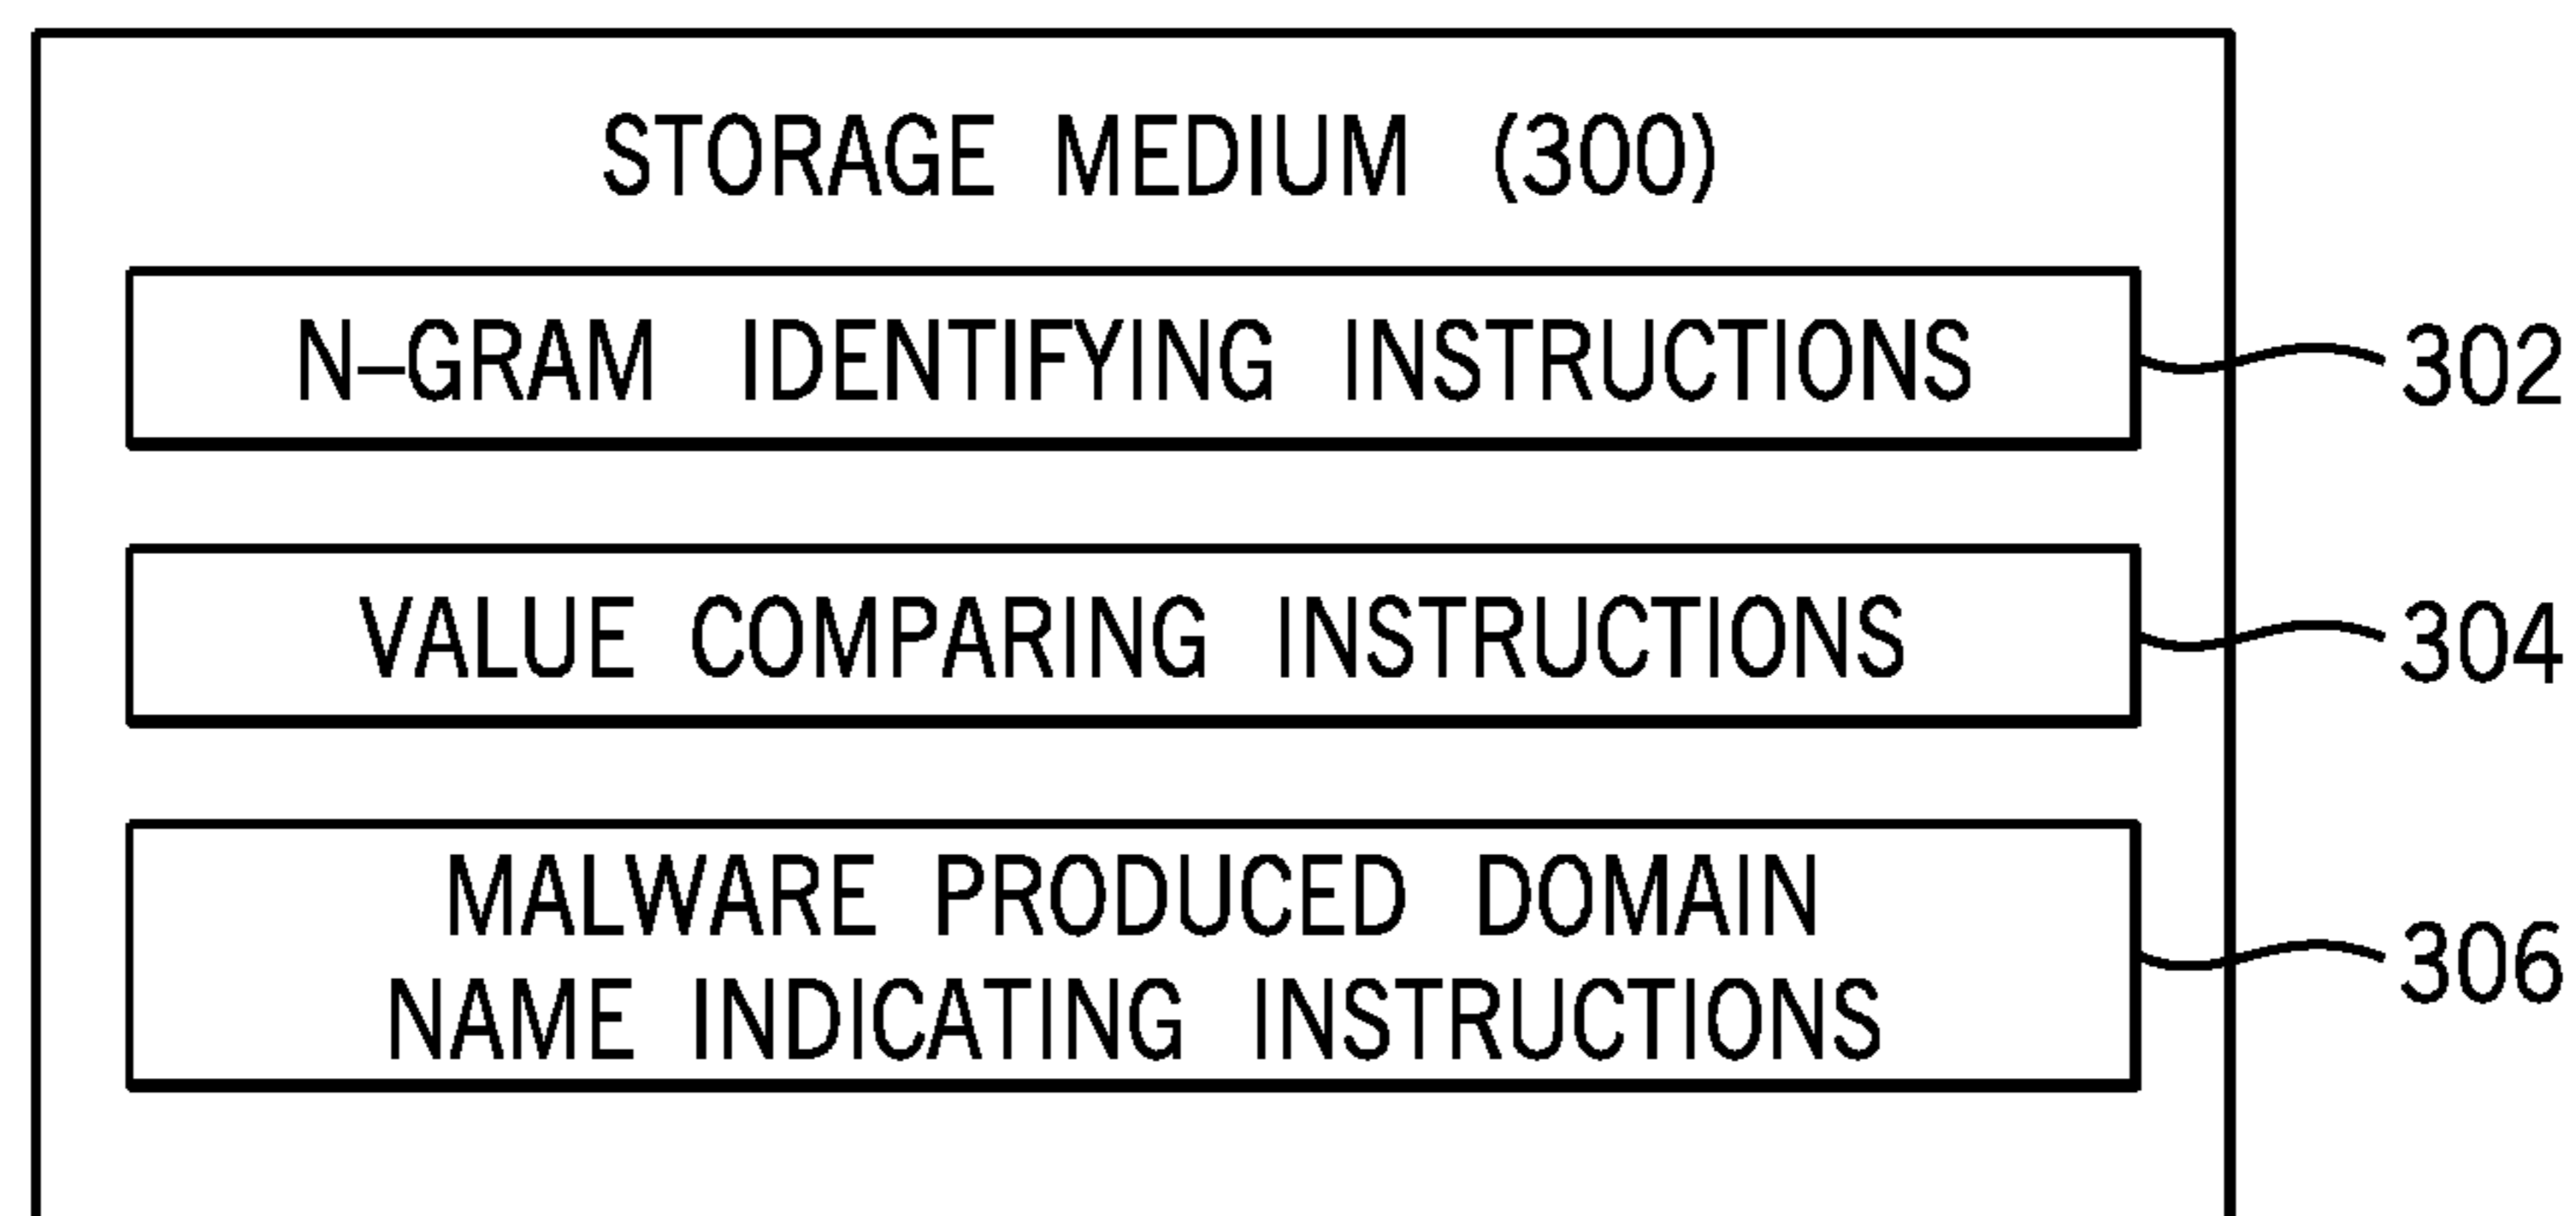 STORAGE MEDIUM (300)
N–GRAM IDENTIFYING INSTRUCTIONS
302
VALUE COMPARING INSTRUCTIONS
304
MALWARE PRODUCED DOMAIN
NAME INDICATING INSTRUCTIONS
306